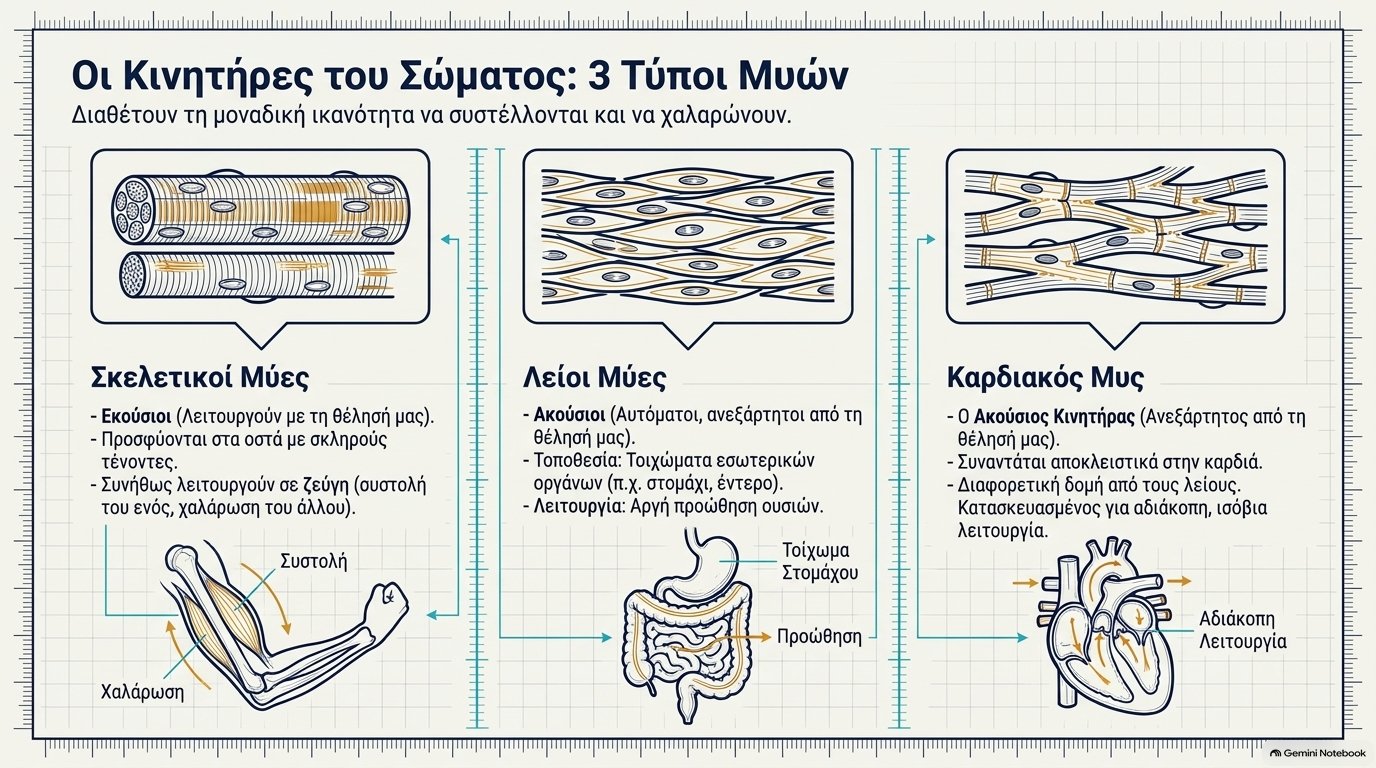 Οι Κινητήρες του Σώματος: 3 Τύποι Μυών
Διαθέτουν τη μοναδική ικανότητα να συστέλλονται και να χαλαρώνουν.
Σκελετικοί Μύες
- Εκούσιοι (Λειτουργούν με τη θέλησή μας).
- Προσφύονται στα οστά με σκληρούς
τένοντες.
- Συνήθως λειτουργούν σε ζεύγη (συστολή
του ενός, χαλάρωση του άλλου).
Συστολή
Χαλάρωση
Λείοι Μύες
- Ακούσιοι (Αυτόματοι, ανεξάρτητοι από τη
θέλησή μας).
- Τοποθεσία: Τοιχώματα εσωτερικών
οργάνων (π.χ. στομάχι, έντερο).
- Λειτουργία: Αργή προώθηση ουσιών.
Τοίχωμα
Στομάχου
Προώθηση
Καρδιακός Μυς
- Ο Ακούσιος Κινητήρας (Ανεξάρτητος από τη
θέλησή μας).
- Συναντάται αποκλειστικά στην καρδιά.
- Διαφορετική δομή από τους λείους.
Κατασκευασμένος για αδιάκοπη, ισόβια
λειτουργία.
Αδιάκοπη
Λειτουργία
Gemini Notebook